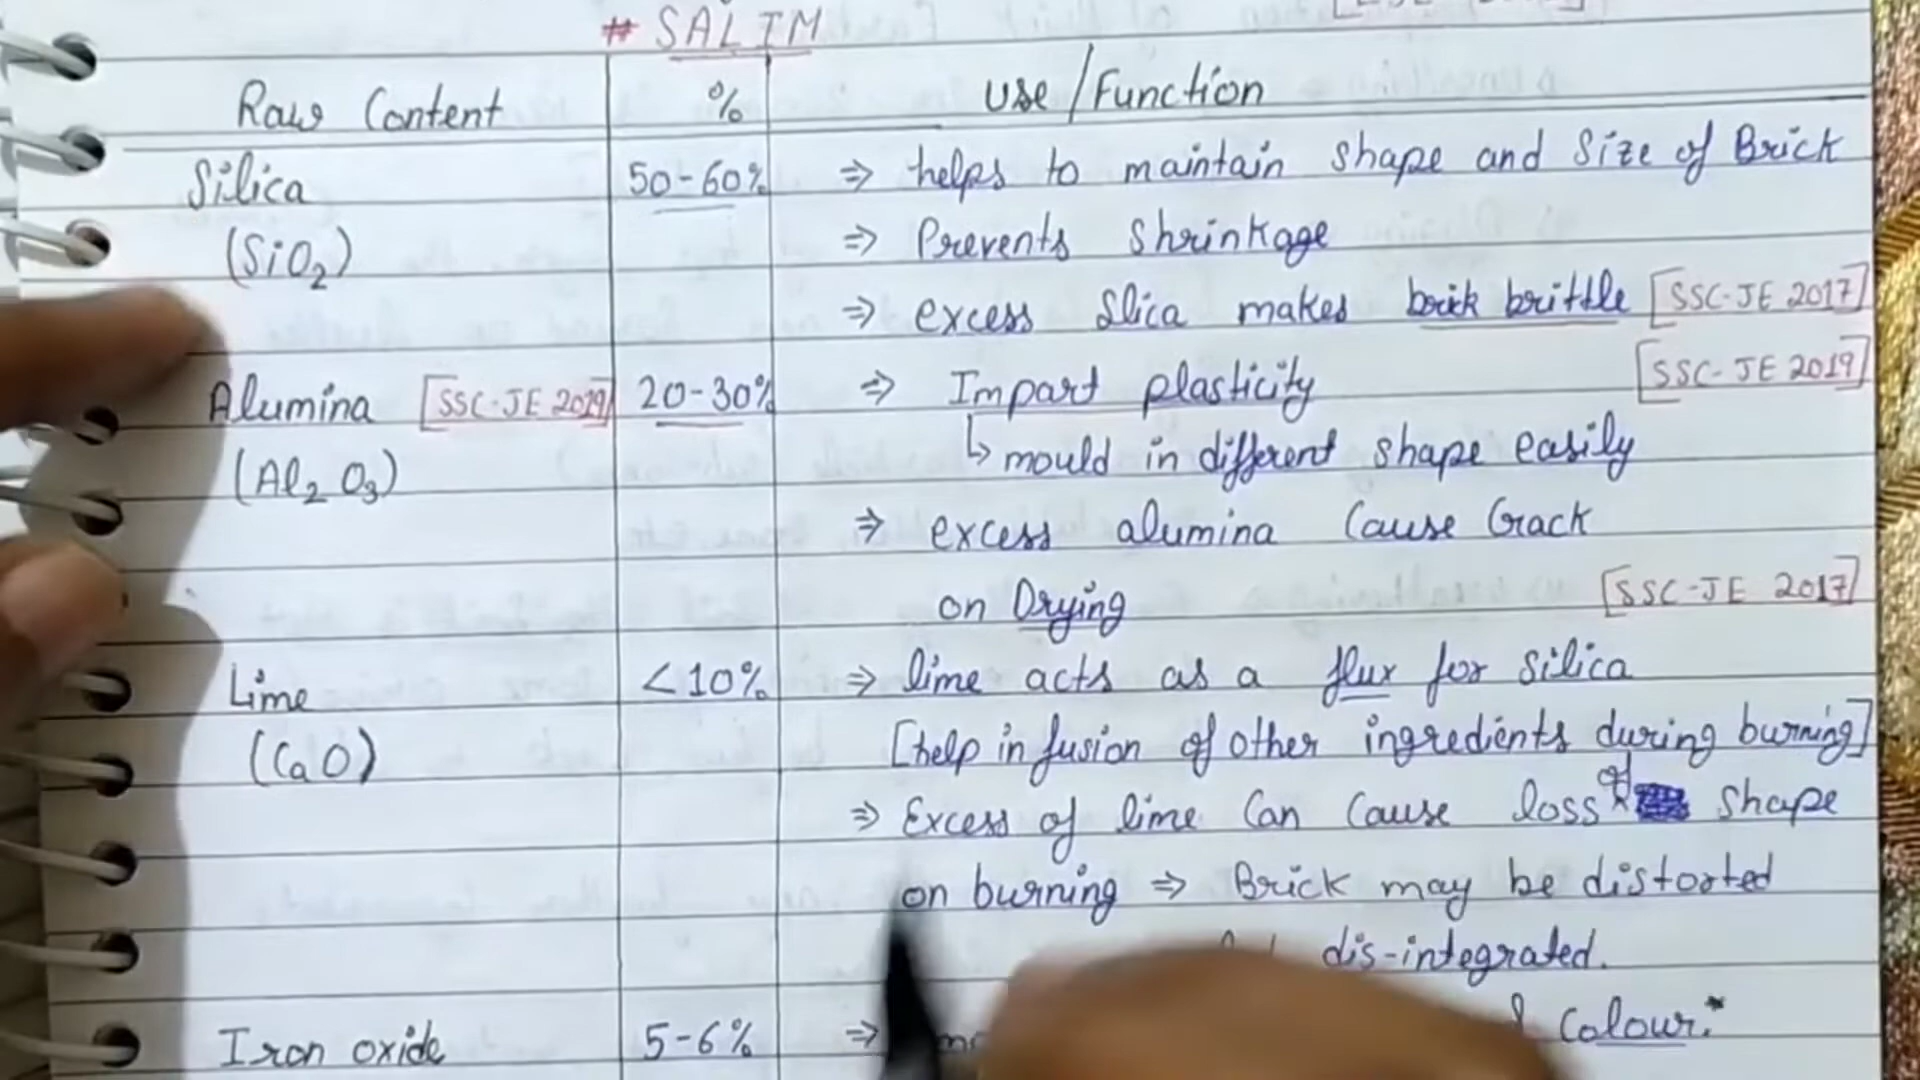 # SALIM
Raw Content % Use/Function
Silica 50-60% ⇒ helps to maintain shape and Size of Brick
(SiO₂) ⇒ Prevents Shrinkage
⇒ excess Slica makes brick brittle [SSC-JE 2017]
Alumina [SSC-JE 2019] 20-30% ⇒ Impart plasticity [SSC-JE 2019]
(Al₂O₃) ↳ mould in different shape easily
⇒ excess alumina Cause Crack
on Drying [SSC-JE 2017]
Lime <10% ⇒ lime acts as a flux for Silica
(CaO) [help in fusion of other ingredients during burning]
⇒ Excess of lime Can Cause loss of Shape
on burning ⇒ Brick may be distorted
dis-integrated.
Iron oxide 5-6% ⇒ Colour.*